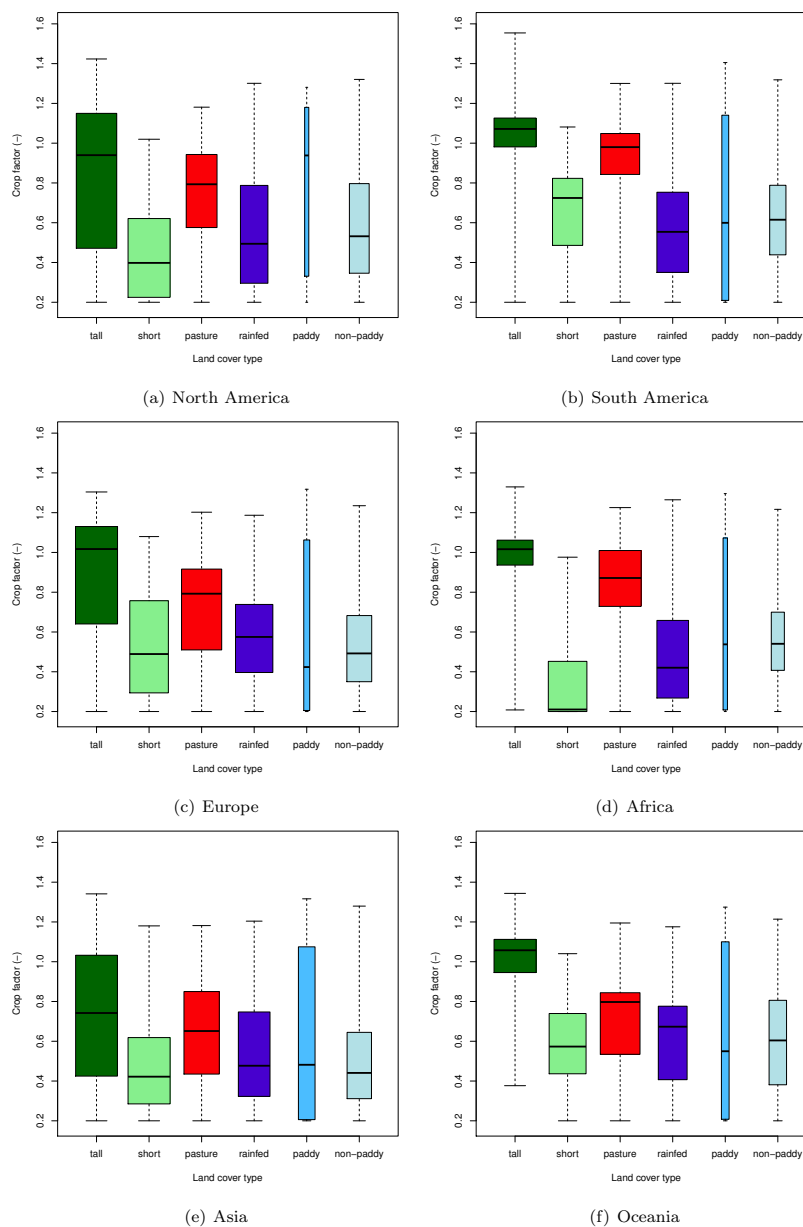 1.6
1.4
1.2
1.0
0.8
0.6
0.4
0.2
Crop factor (−)
tall short pasture rainfed paddy non−paddy
Land cover type
(a) North America
1.6
1.4
1.2
1.0
0.8
0.6
0.4
0.2
Crop factor (−)
tall short pasture rainfed paddy non−paddy
Land cover type
(b) South America
1.6
1.4
1.2
1.0
0.8
0.6
0.4
0.2
Crop factor (−)
tall short pasture rainfed paddy non−paddy
Land cover type
(c) Europe
1.6
1.4
1.2
1.0
0.8
0.6
0.4
0.2
Crop factor (−)
tall short pasture rainfed paddy non−paddy
Land cover type
(d) Africa
1.6
1.4
1.2
1.0
0.8
0.6
0.4
0.2
Crop factor (−)
tall short pasture rainfed paddy non−paddy
Land cover type
(e) Asia
1.6
1.4
1.2
1.0
0.8
0.6
0.4
0.2
Crop factor (−)
tall short pasture rainfed paddy non−paddy
Land cover type
(f) Oceania